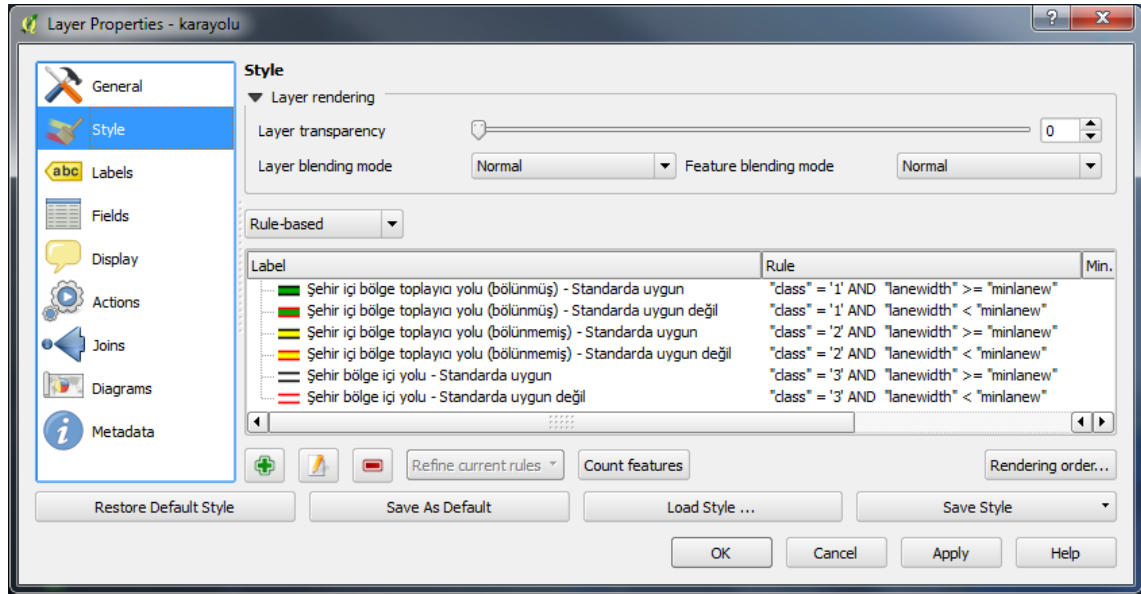 Layer Properties - karayolu
General
Style
Labels
Fields
Display
Actions
Joins
Diagrams
Metadata
Style
Layer rendering
Layer transparency 0
Layer blending mode Normal Feature blending mode Normal
Rule-based
Label Rule Min.
Şehir içi bölge toplayıcı yolu (bölünmüş) - Standarda uygun "class" = '1' AND "lanewidth" >= "minlanew"
Şehir içi bölge toplayıcı yolu (bölünmüş) - Standarda uygun değil "class" = '1' AND "lanewidth" < "minlanew"
Şehir içi bölge toplayıcı yolu (bölünmemiş) - Standarda uygun "class" = '2' AND "lanewidth" >= "minlanew"
Şehir içi bölge toplayıcı yolu (bölünmemiş) - Standarda uygun değil "class" = '2' AND "lanewidth" < "minlanew"
Şehir bölge içi yolu - Standarda uygun "class" = '3' AND "lanewidth" >= "minlanew"
Şehir bölge içi yolu - Standarda uygun değil "class" = '3' AND "lanewidth" < "minlanew"
Refine current rules Count features Rendering order...
Restore Default Style Save As Default Load Style ... Save Style
OK Cancel Apply Help
abc